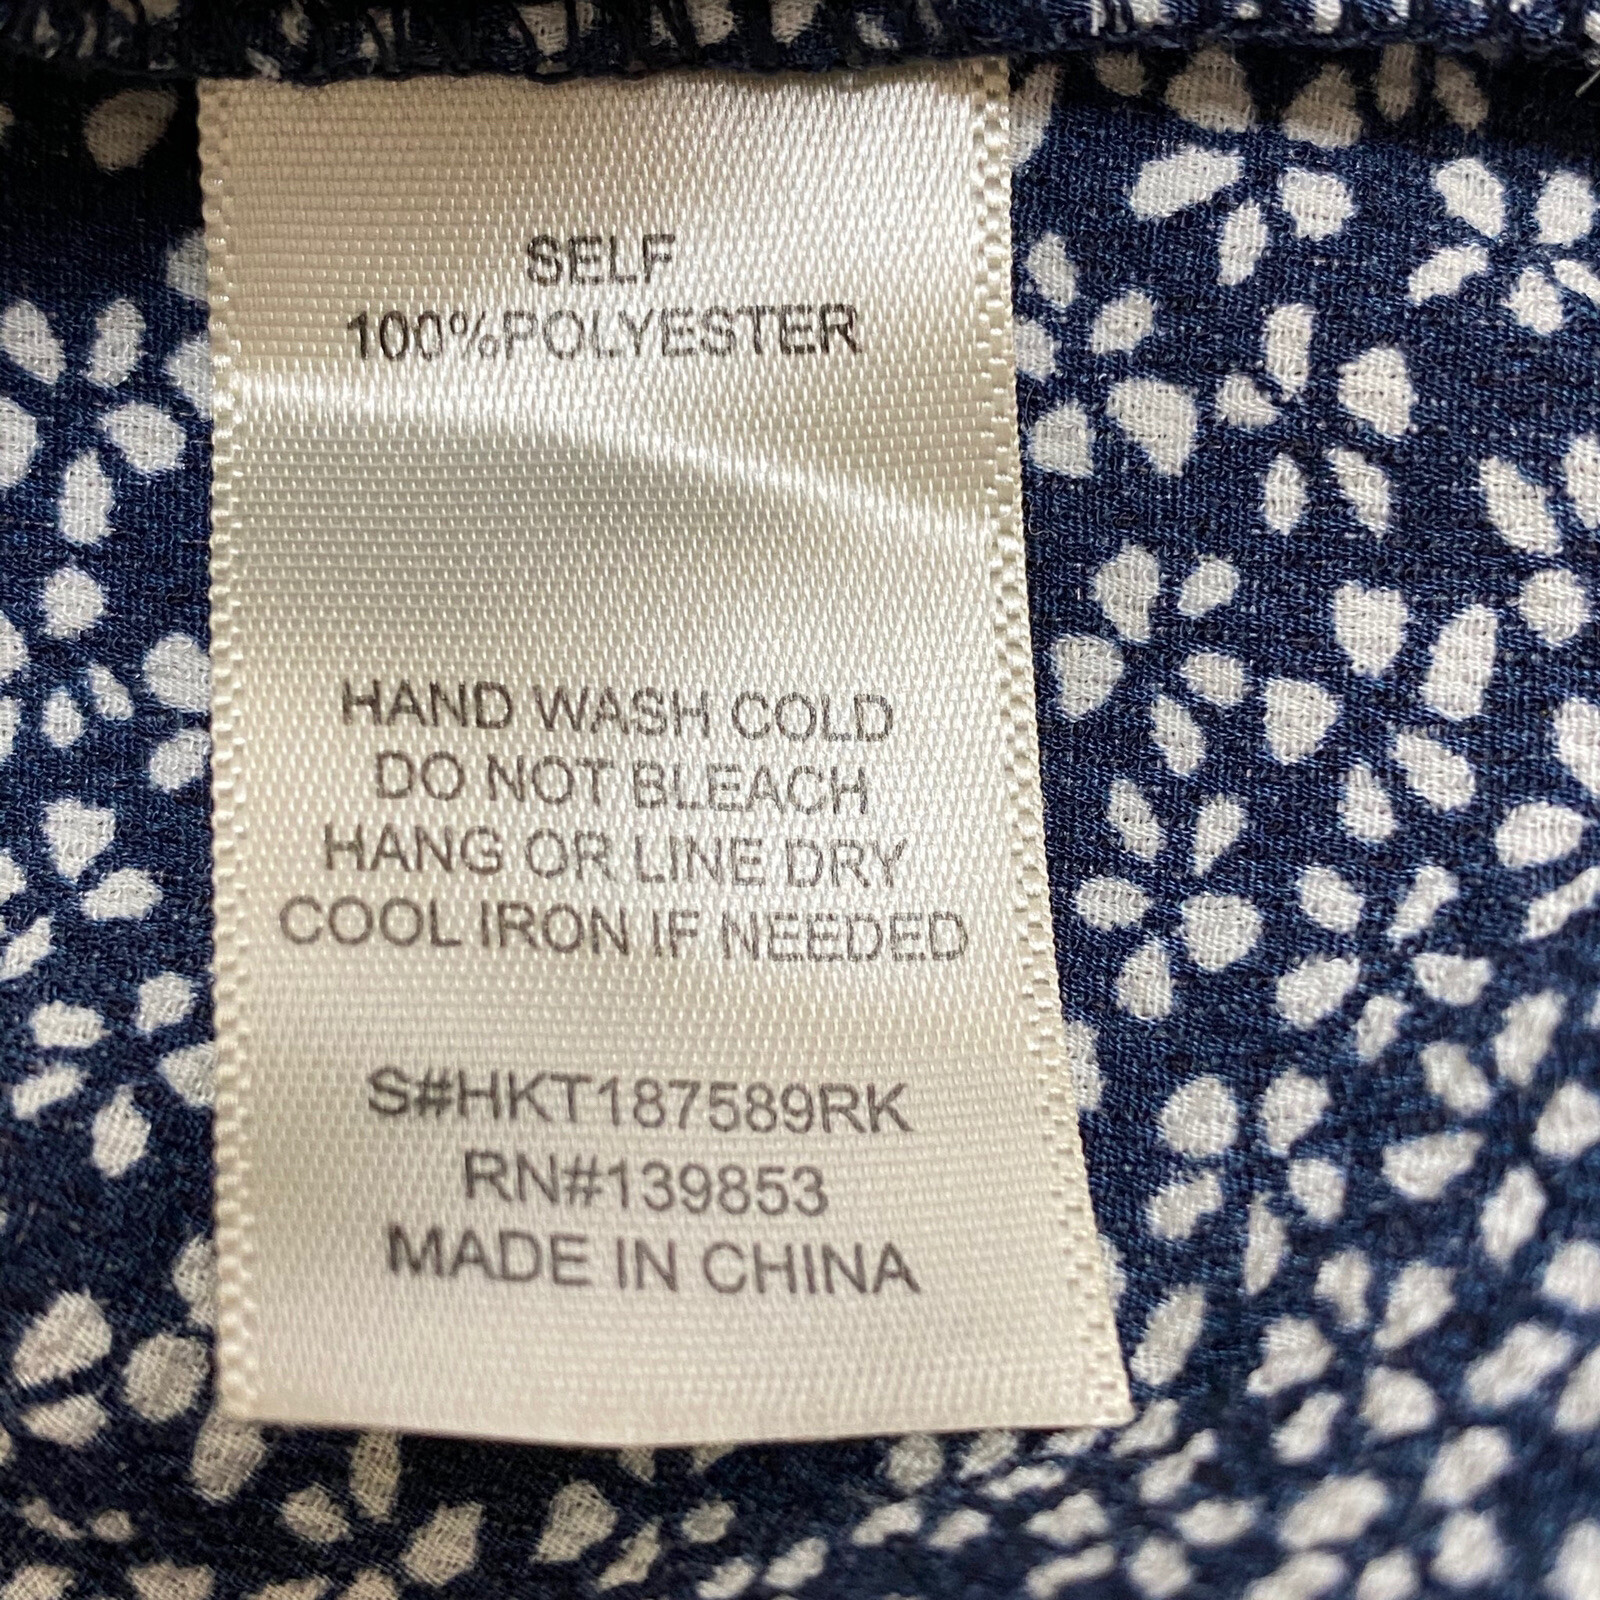 SELF
100%POLYESTER
HAND WASH COLD
DO NOT BLEACH
HANG OR LINE DRY
COOL IRON IF NEEDED
S#HKT187589RK
RN#139853
MADE IN CHINA